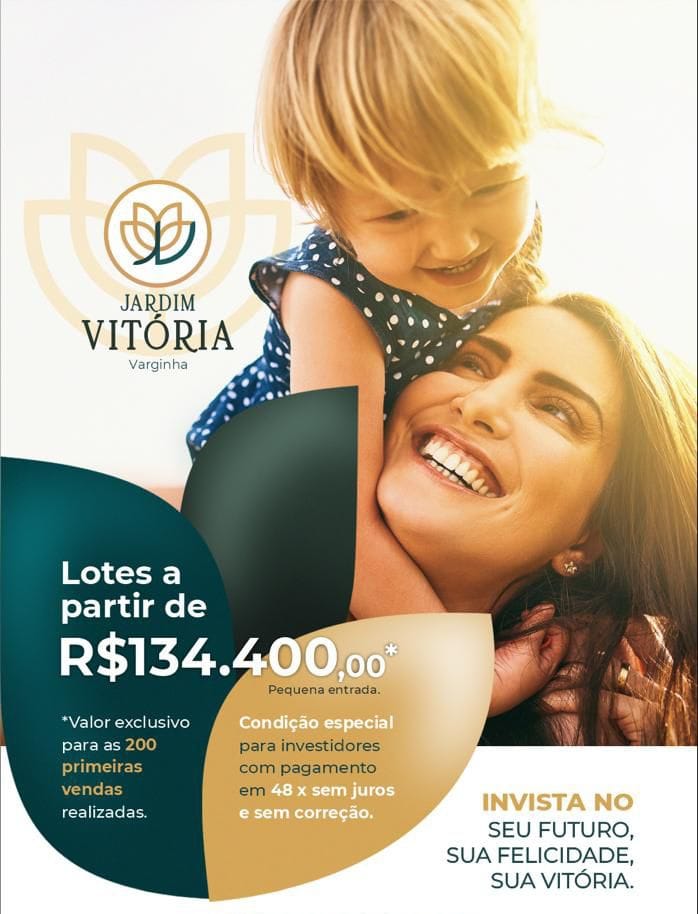 JARDIM
VITÓRIA
Varginha
Lotes a
partir de
R$134.400,00*
Pequena entrada.
*Valor exclusivo
para as 200
primeiras
vendas
realizadas.
Condição especial
para investidores
com pagamento
em 48 x sem juros
e sem correção.
INVISTA NO
SEU FUTURO,
SUA FELICIDADE,
SUA VITÓRIA.